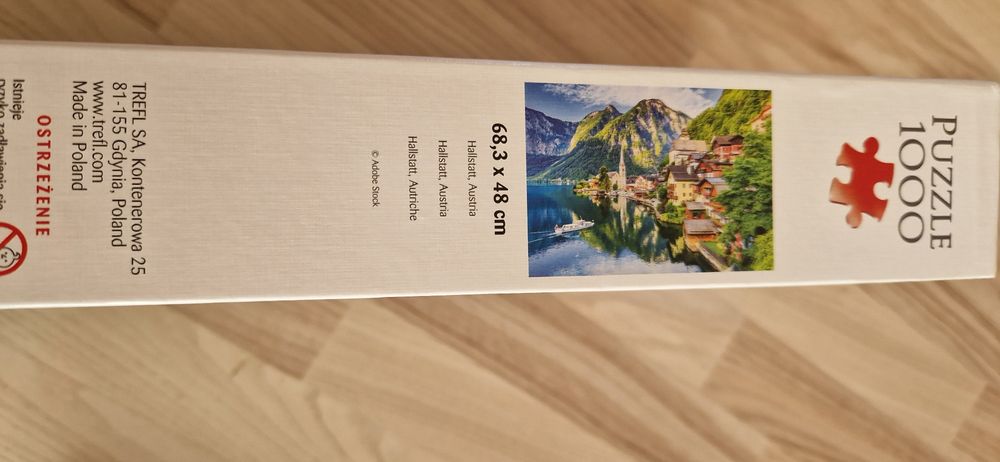 PUZZLE
1000
68,3 x 48 cm
Hallstatt, Austria
Hallstatt, Austria
Hallstatt, Autriche
© Adobe Stock
TREFL SA, Kontenerowa 25
81-155 Gdynia, Poland
www.trefl.com
Made in Poland
OSTRZEŻENIE
Istnieje